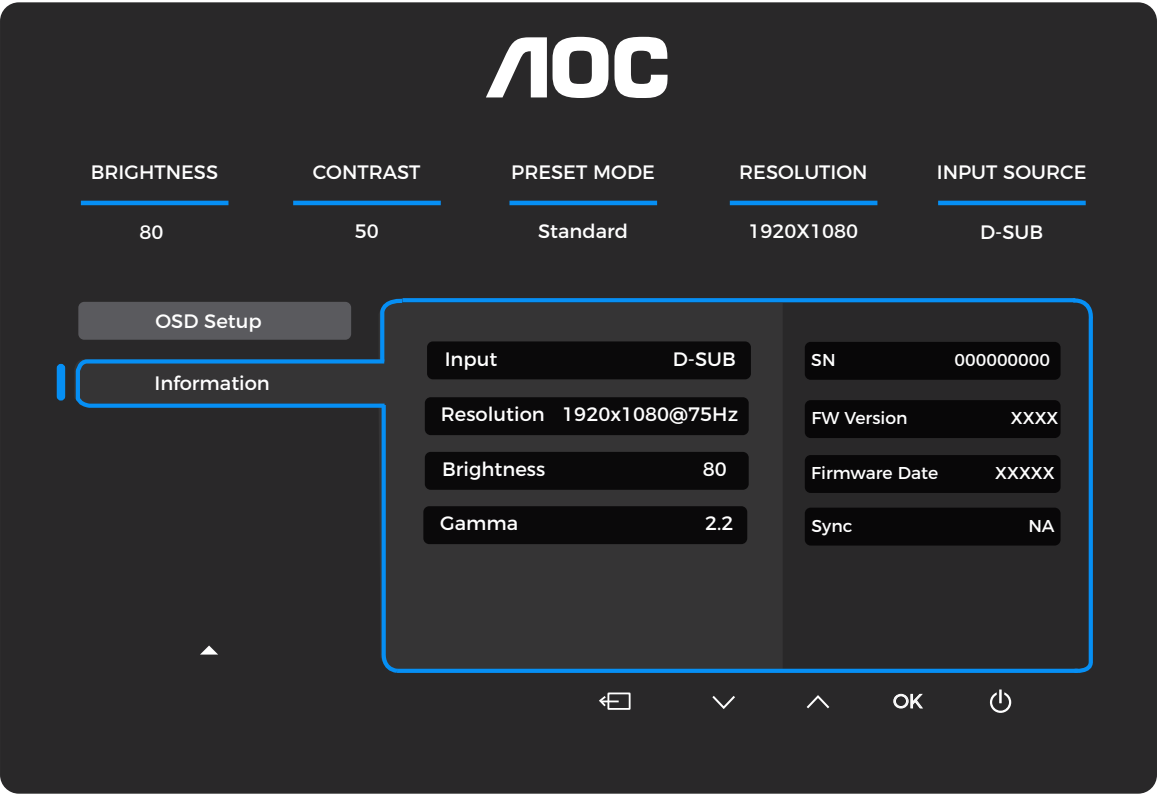 AOC
BRIGHTNESS CONTRAST PRESET MODE RESOLUTION INPUT SOURCE
80 50 Standard 1920X1080 D-SUB
OSD Setup
Information
Input D-SUB
Resolution 1920x1080@75Hz
Brightness 80
Gamma 2.2
SN 000000000
FW Version XXXX
Firmware Date XXXXX
Sync NA
OK